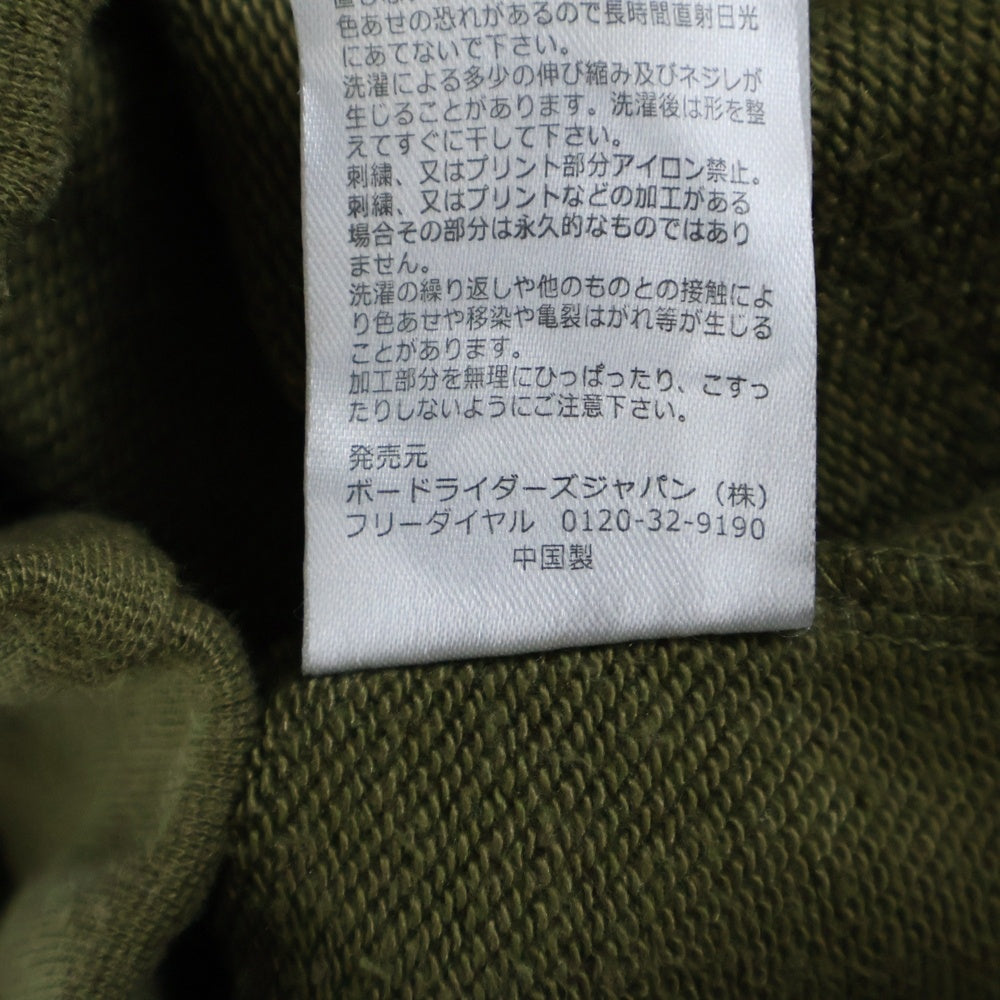 色あせの恐れがあるので長時間直射日光
にあてないで下さい。
洗濯による多少の伸び縮み及びネジレが
生じることがあります。洗濯後は形を整
えてすぐに干して下さい。
刺繍、又はプリント部分アイロン禁止。
刺繍、又はプリントなどの加工がある
場合その部分は永久的なものではあり
ません。
洗濯の繰り返しや他のものとの接触によ
り色あせや移染や亀裂はがれ等が生じる
ことがあります。
加工部分を無理にひっぱったり、こすっ
たりしないようにご注意下さい。
発売元
ボードライダーズジャパン（株）
フリーダイヤル 0120-32-9190
中国製